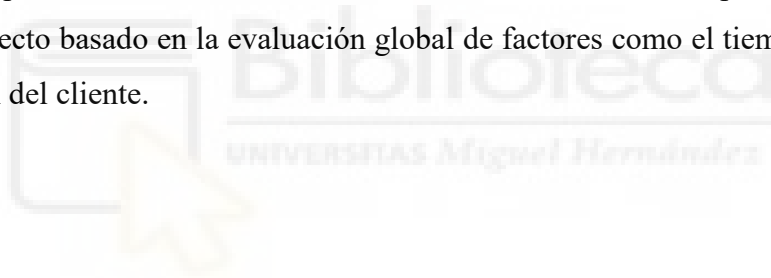 ecto basado en la evaluación global de factores como el tiem
del cliente.
Biblioteca
UNIVERSITAS Miguel Hernández